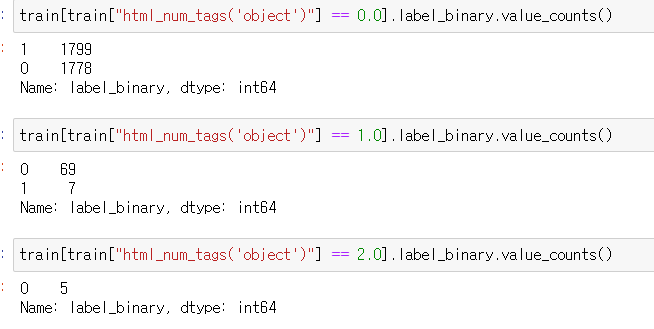 : train[train["html_num_tags('object')"] == 0.0].label_binary.value_counts()
: 1    1799
0    1778
Name: label_binary, dtype: int64
: train[train["html_num_tags('object')"] == 1.0].label_binary.value_counts()
: 0    69
1     7
Name: label_binary, dtype: int64
: train[train["html_num_tags('object')"] == 2.0].label_binary.value_counts()
: 0    5
Name: label_binary, dtype: int64